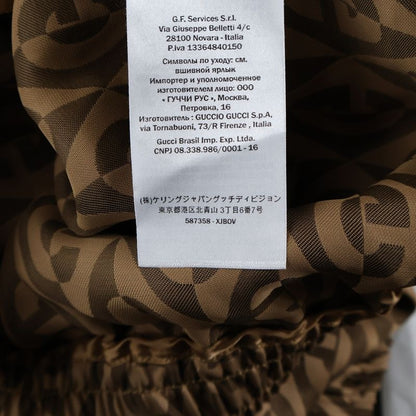 G.F. Services S.r.l.
Via Giuseppe Belletti 4/c
28100 Novara - Italia
P.Iva 13364840150
Символы по уходу: см.
вшивной ярлык
Импортер и уполномоченное
изготовителем лицо: ООО
« ГУЧЧИ РУС », Москва,
Петровка, 16
Изготовитель: GUCCIO GUCCI S.p.A,
via Tornabuoni, 73/R Firenze , Italia
Gucci Brasil Imp. Exp. Ltda.
CNPJ 08.338.986/0001 - 16
(株)ケリングジャパングッチディビジョン
東京都港区北青山 3丁目6番7号
587358 - XJBOV